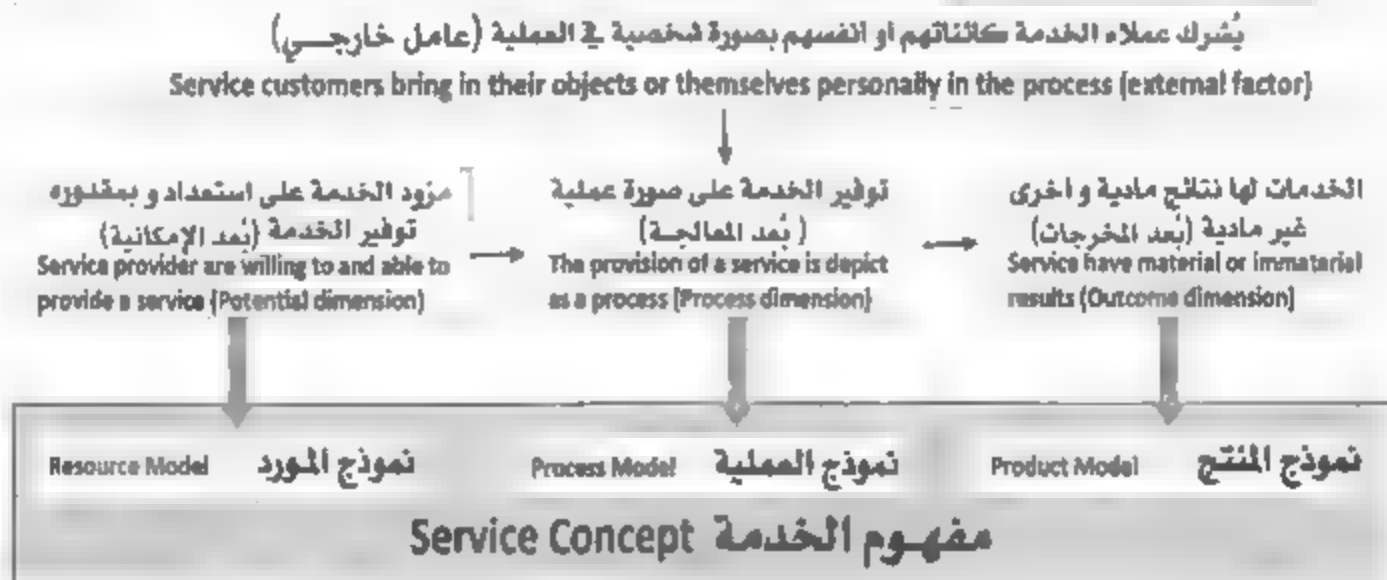 يُشرك عملاء الخدمة كائناتهم أو انفسهم بصورة شخصية في العملية (عامل خارجي)
Service customers bring in their objects or themselves personally in the process (external factor)
مزود الخدمة على استعداد و بمقدوره
توفير الخدمة (بُعد الإمكانية)
Service provider are willing to and able to
provide a service (Potential dimension)
توفير الخدمة على صورة عملية
(بُعد المعالجة)
The provision of a service is depict
as a process (Process dimension)
الخدمات لها نتائج مادية و اخرى
غير مادية (بُعد المخرجات)
Service have material or immatarial
results (Outcome dimension)
Resource Model نموذج المورد
Process Model نموذج العملية
Product Model نموذج المنتج
Service Concept مفهوم الخدمة